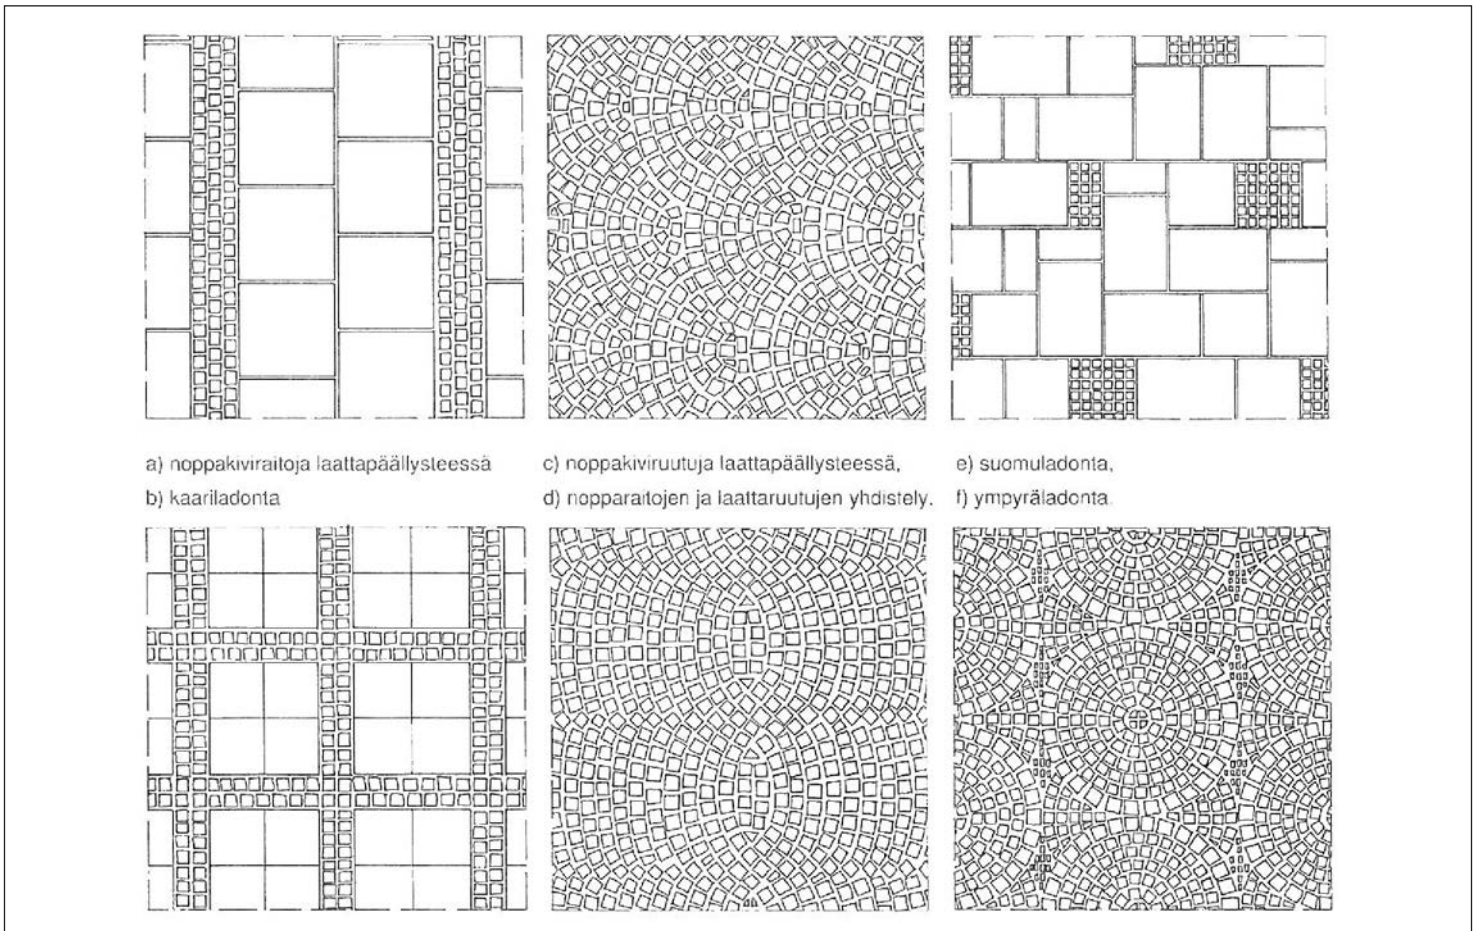 a) noppakiviraitoja laattapäällysteessä
b) kaariladonta
c) noppakiviruutuja laattapäällysteessä,
d) nopparaitojen ja laattaruutujen yhdistely.
e) suomuladonta,
f) ympyräladonta